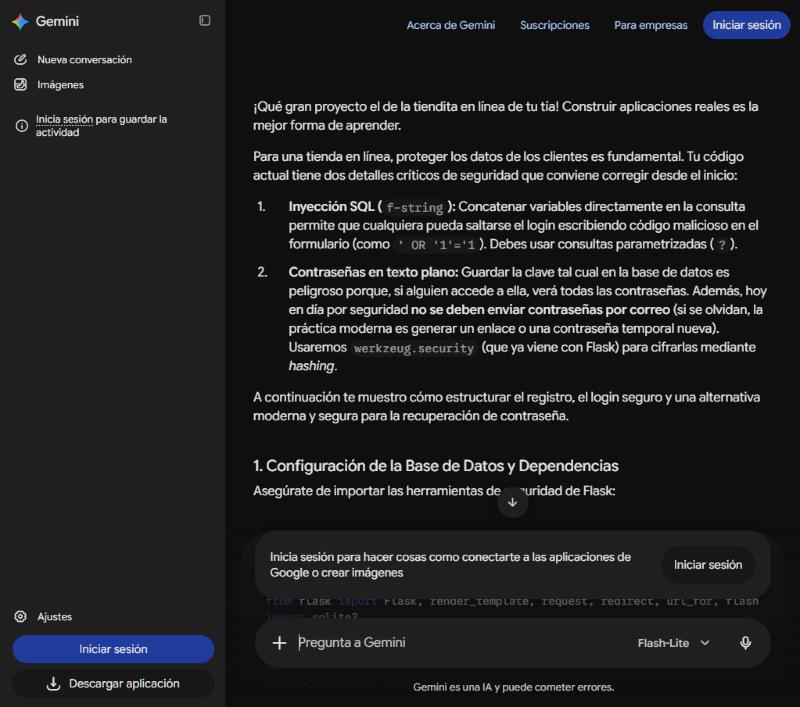 Gemini
Nueva conversación
Imágenes
Inicia sesión para guardar la
actividad
Ajustes
Iniciar sesión
Descargar aplicación
Acerca de Gemini
Suscripciones
Para empresas
Iniciar sesión
¡Qué gran proyecto el de la tiendita en línea de tu tía! Construir aplicaciones reales es la
mejor forma de aprender.
Para una tienda en línea, proteger los datos de los clientes es fundamental. Tu código
actual tiene dos detalles críticos de seguridad que conviene corregir desde el inicio:
1. Inyección SQL ( f-string ): Concatenar variables directamente en la consulta
permite que cualquiera pueda saltarse el login escribiendo código malicioso en el
formulario (como ' OR '1'='1 ). Debes usar consultas parametrizadas ( ? ).
2. Contraseñas en texto plano: Guardar la clave tal cual en la base de datos es
peligroso porque, si alguien accede a ella, verá todas las contraseñas. Además, hoy
en día por seguridad no se deben enviar contraseñas por correo (si se olvidan, la
práctica moderna es generar un enlace o una contraseña temporal nueva).
Usaremos werkzeug.security (que ya viene con Flask) para cifrarlas mediante
hashing.
A continuación te muestro cómo estructurar el registro, el login seguro y una alternativa
moderna y segura para la recuperación de contraseña.
1. Configuración de la Base de Datos y Dependencias
Asegúrate de importar las herramientas de seguridad de Flask:
Inicia sesión para hacer cosas como conectarte a las aplicaciones de
Google o crear imágenes
Iniciar sesión
from flask import Flask, render_template, request, redirect, url_for, flash
import sqlite3
Pregunta a Gemini
Flash-Lite
Gemini es una IA y puede cometer errores.